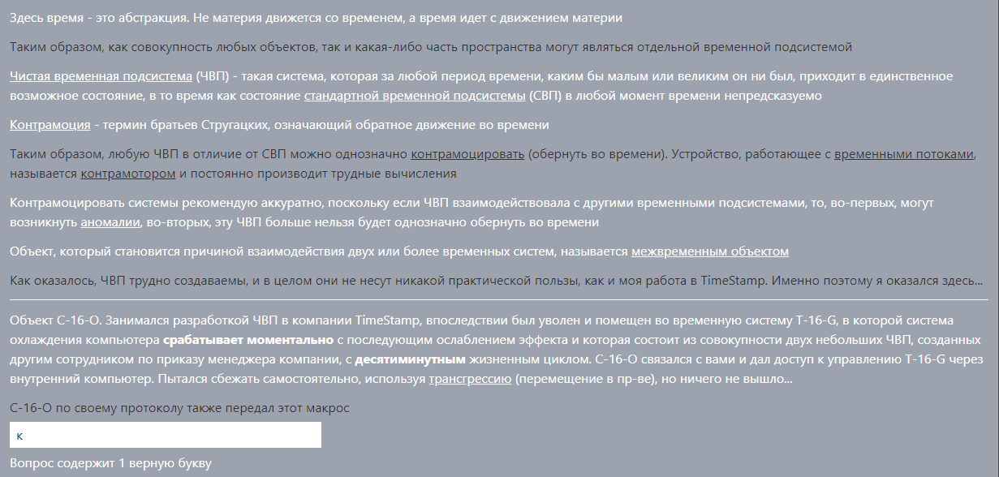 Здесь время - это абстракция. Не материя движется со временем, а время идет с движением материи
Таким образом, как совокупность любых объектов, так и какая-либо часть пространства могут являться отдельной временной подсистемой
Чистая временная подсистема (ЧВП) - такая система, которая за любой период времени, каким бы малым или великим он ни был, приходит в единственное
возможное состояние, в то время как состояние стандартной временной подсистемы (СВП) в любой момент времени непредсказуемо
Контрамоция - термин братьев Стругацких, означающий обратное движение во времени
Таким образом, любую ЧВП в отличие от СВП можно однозначно контрамоцировать (обернуть во времени). Устройство, работающее с временными потоками,
называется контрамотором и постоянно производит трудные вычисления
Контрамоцировать системы рекомендую аккуратно, поскольку если ЧВП взаимодействовала с другими временными подсистемами, то, во-первых, могут
возникнуть аномалии, во-вторых, эту ЧВП больше нельзя будет однозначно обернуть во времени
Объект, который становится причиной взаимодействия двух или более временных систем, называется межвременным объектом
Как оказалось, ЧВП трудно создаваемы, и в целом они не несут никакой практической пользы, как и моя работа в TimeStamp. Именно поэтому я оказался здесь...
Объект С-16-О. Занимался разработкой ЧВП в компании TimeStamp, впоследствии был уволен и помещен во временную систему T-16-G, в которой система
охлаждения компьютера срабатывает моментально с последующим ослаблением эффекта и которая состоит из совокупности двух небольших ЧВП, созданных
другим сотрудником по приказу менеджера компании, с десятиминутным жизненным циклом. С-16-О связался с вами и дал доступ к управлению T-16-G через
внутренний компьютер. Пытался сбежать самостоятельно, используя трансгрессию (перемещение в пр-ве), но ничего не вышло...
С-16-О по своему протоколу также передал этот макрос
к
Вопрос содержит 1 верную букву